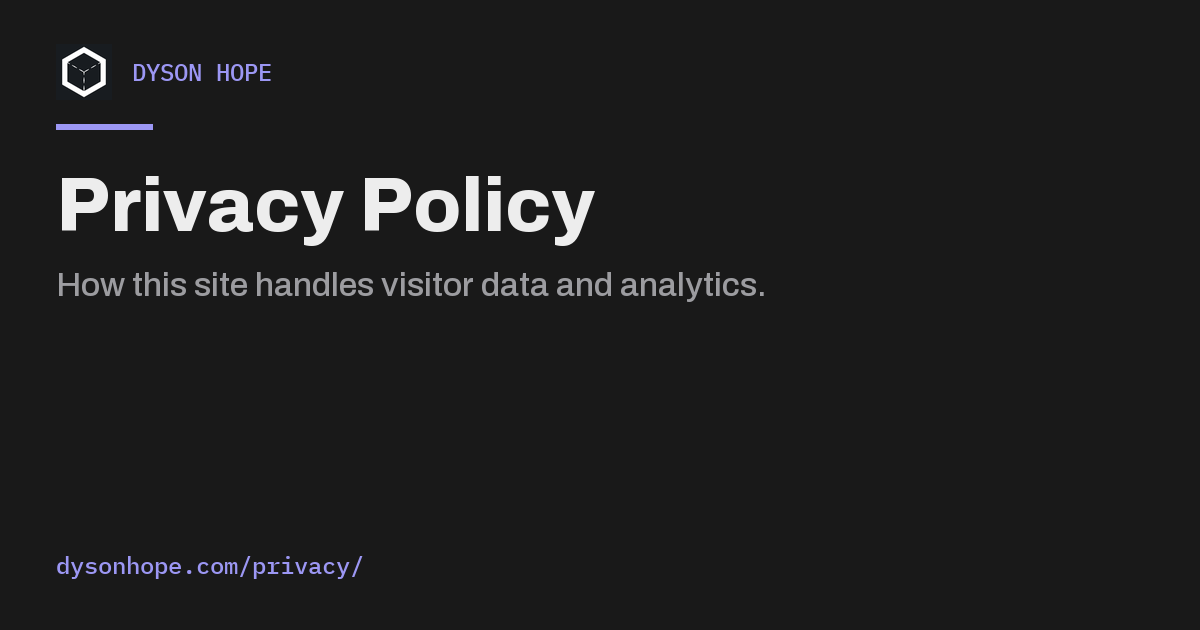 DYSON HOPE
Privacy Policy
How this site handles visitor data and analytics.
dysonhope.com/privacy/